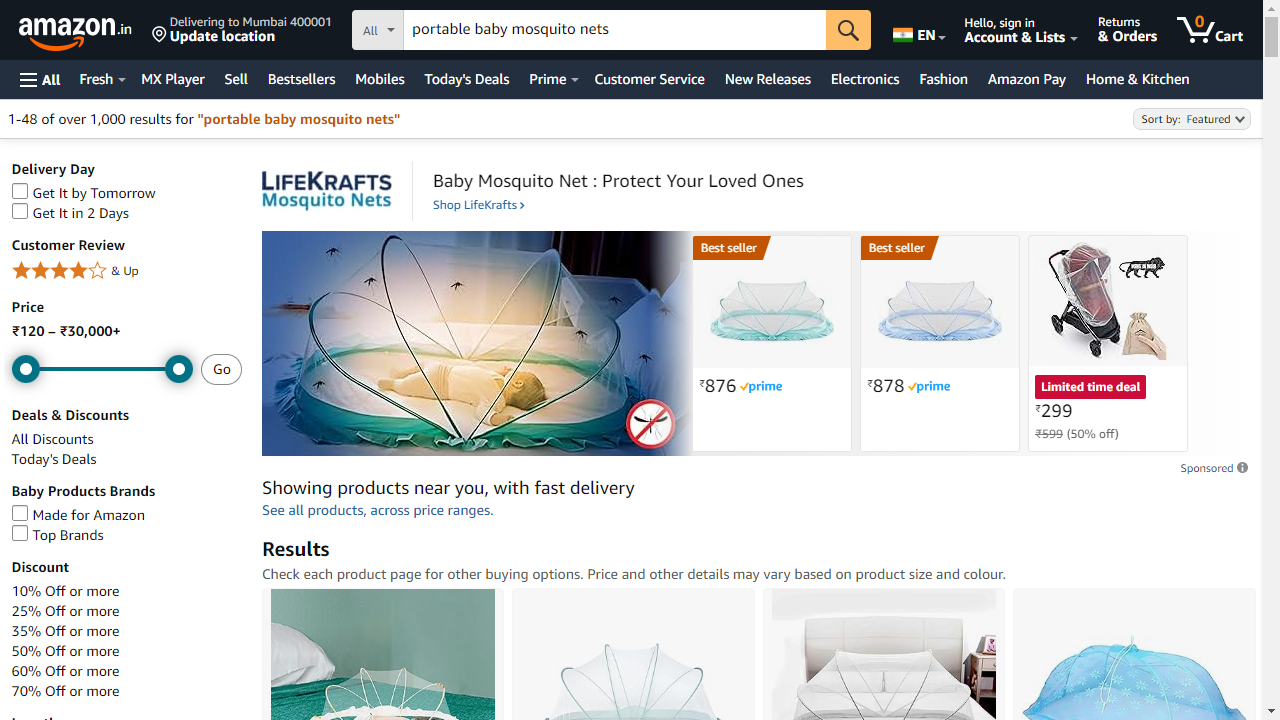 amazon.in
Delivering to Mumbai 400001
Update location
All
portable baby mosquito nets
EN
Hello, sign in
Account & Lists
Returns
& Orders
0
Cart
All
Fresh
MX Player
Sell
Bestsellers
Mobiles
Today's Deals
Prime
Customer Service
New Releases
Electronics
Fashion
Amazon Pay
Home & Kitchen
1-48 of over 1,000 results for "portable baby mosquito nets"
Sort by: Featured
Delivery Day
Get It by Tomorrow
Get It in 2 Days
Customer Review
& Up
Price
₹120 – ₹30,000+
Go
Deals & Discounts
All Discounts
Today's Deals
Baby Products Brands
Made for Amazon
Top Brands
Discount
10% Off or more
25% Off or more
35% Off or more
50% Off or more
60% Off or more
70% Off or more
LIFEKRAFTS
Mosquito Nets
Baby Mosquito Net : Protect Your Loved Ones
Shop LifeKrafts
Best seller
₹876 prime
Best seller
₹878 prime
Limited time deal
₹299
₹599 (50% off)
Sponsored
Showing products near you, with fast delivery
See all products, across price ranges.
Results
Check each product page for other buying options. Price and other details may vary based on product size and colour.